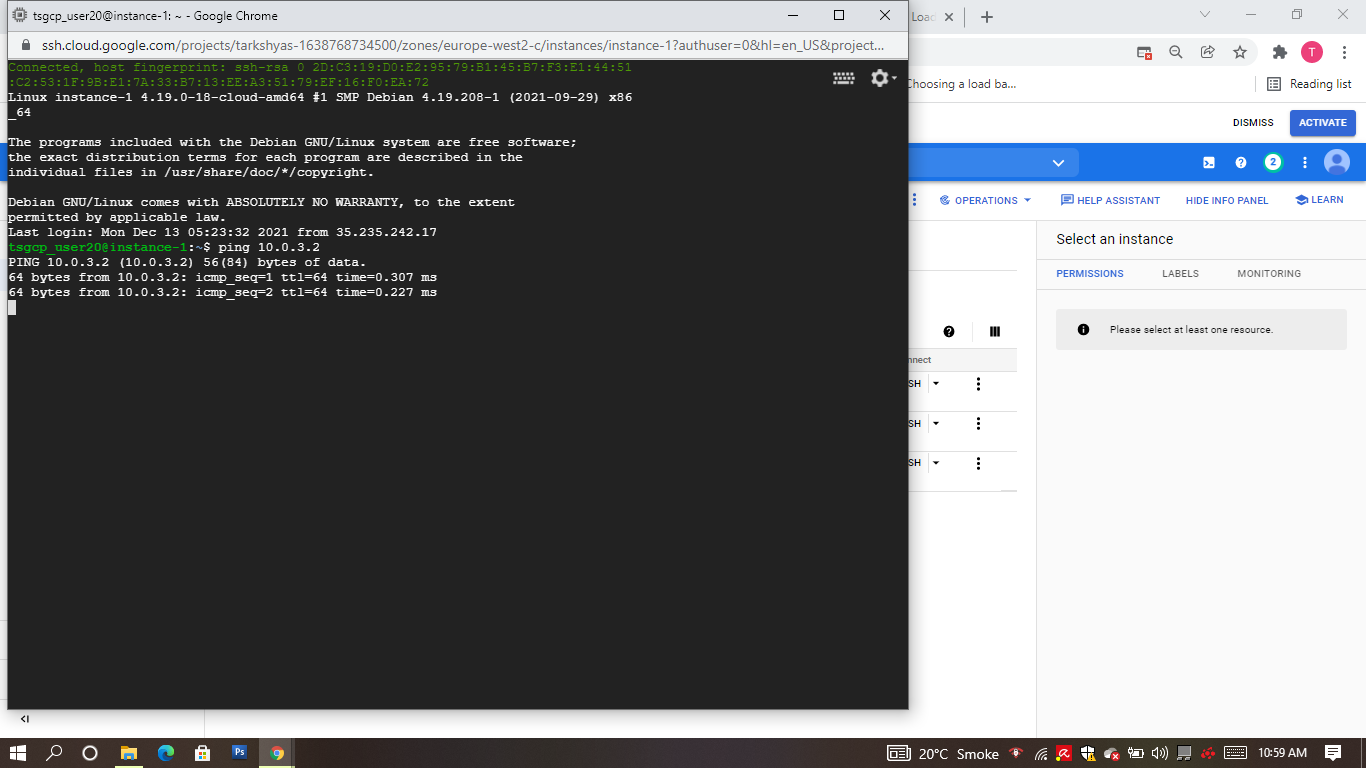 tsgcp_user20@instance-1: ~ - Google Chrome
ssh.cloud.google.com/projects/tarkshyas-1638768734500/zones/europe-west2-c/instances/instance-1?authuser=0&hl=en_US&project...
Connected, host fingerprint: ssh-rsa 0 2D:C3:19:D0:E2:95:79:B1:45:B7:F3:E1:44:51
:C2:53:1F:9B:E1:7A:33:B7:13:EE:A3:51:79:EF:16:F0:EA:72
Linux instance-1 4.19.0-18-cloud-amd64 #1 SMP Debian 4.19.208-1 (2021-09-29) x86
_64
The programs included with the Debian GNU/Linux system are free software;
the exact distribution terms for each program are described in the
individual files in /usr/share/doc/*/copyright.
Debian GNU/Linux comes with ABSOLUTELY NO WARRANTY, to the extent
permitted by applicable law.
Last login: Mon Dec 13 05:23:32 2021 from 35.235.242.17
tsgcp_user20@instance-1:~$ ping 10.0.3.2
PING 10.0.3.2 (10.0.3.2) 56(84) bytes of data.
64 bytes from 10.0.3.2: icmp_seq=1 ttl=64 time=0.307 ms
64 bytes from 10.0.3.2: icmp_seq=2 ttl=64 time=0.227 ms
Load
T
Choosing a load ba...
Reading list
DISMISS
ACTIVATE
2
OPERATIONS
HELP ASSISTANT
HIDE INFO PANEL
LEARN
Select an instance
PERMISSIONS
LABELS
MONITORING
Please select at least one resource.
nnect
SH
SH
SH
Ps
20°C Smoke
10:59 AM